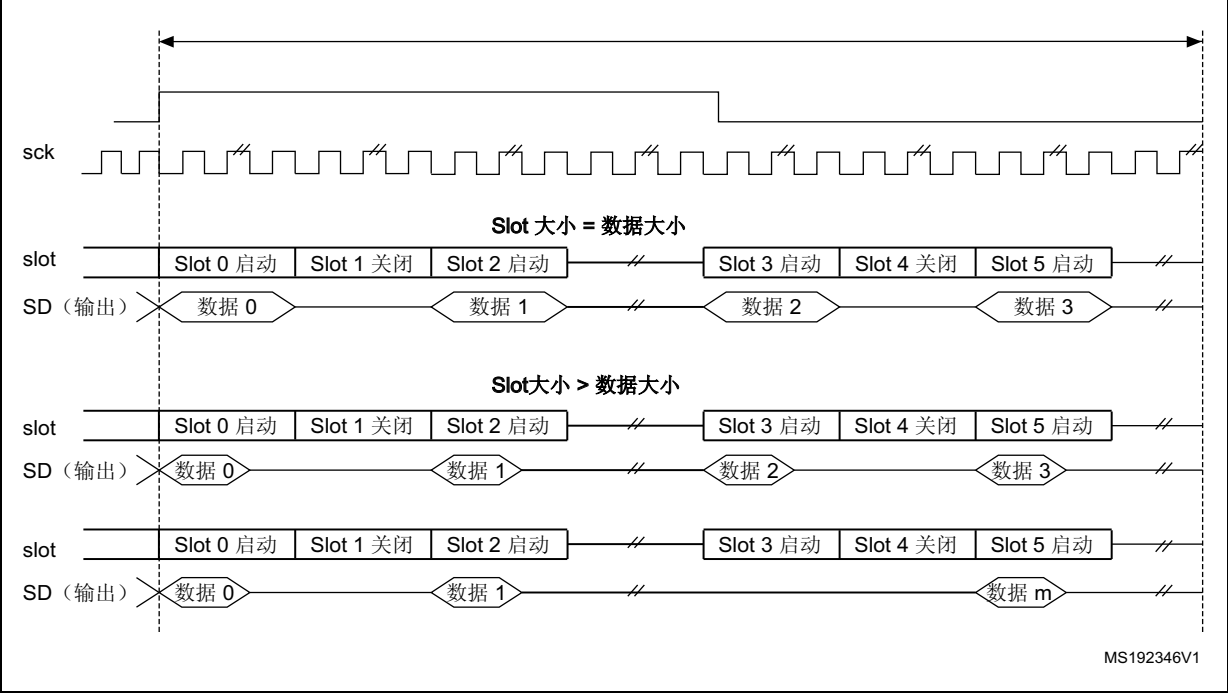 sck
Slot 大小 = 数据大小
slot Slot 0 启动 Slot 1 关闭 Slot 2 启动 Slot 3 启动 Slot 4 关闭 Slot 5 启动
SD（输出） 数据 0 数据 1 数据 2 数据 3
Slot大小 > 数据大小
slot Slot 0 启动 Slot 1 关闭 Slot 2 启动 Slot 3 启动 Slot 4 关闭 Slot 5 启动
SD（输出） 数据 0 数据 1 数据 2 数据 3
slot Slot 0 启动 Slot 1 关闭 Slot 2 启动 Slot 3 启动 Slot 4 关闭 Slot 5 启动
SD（输出） 数据 0 数据 1 数据 m
MS192346V1